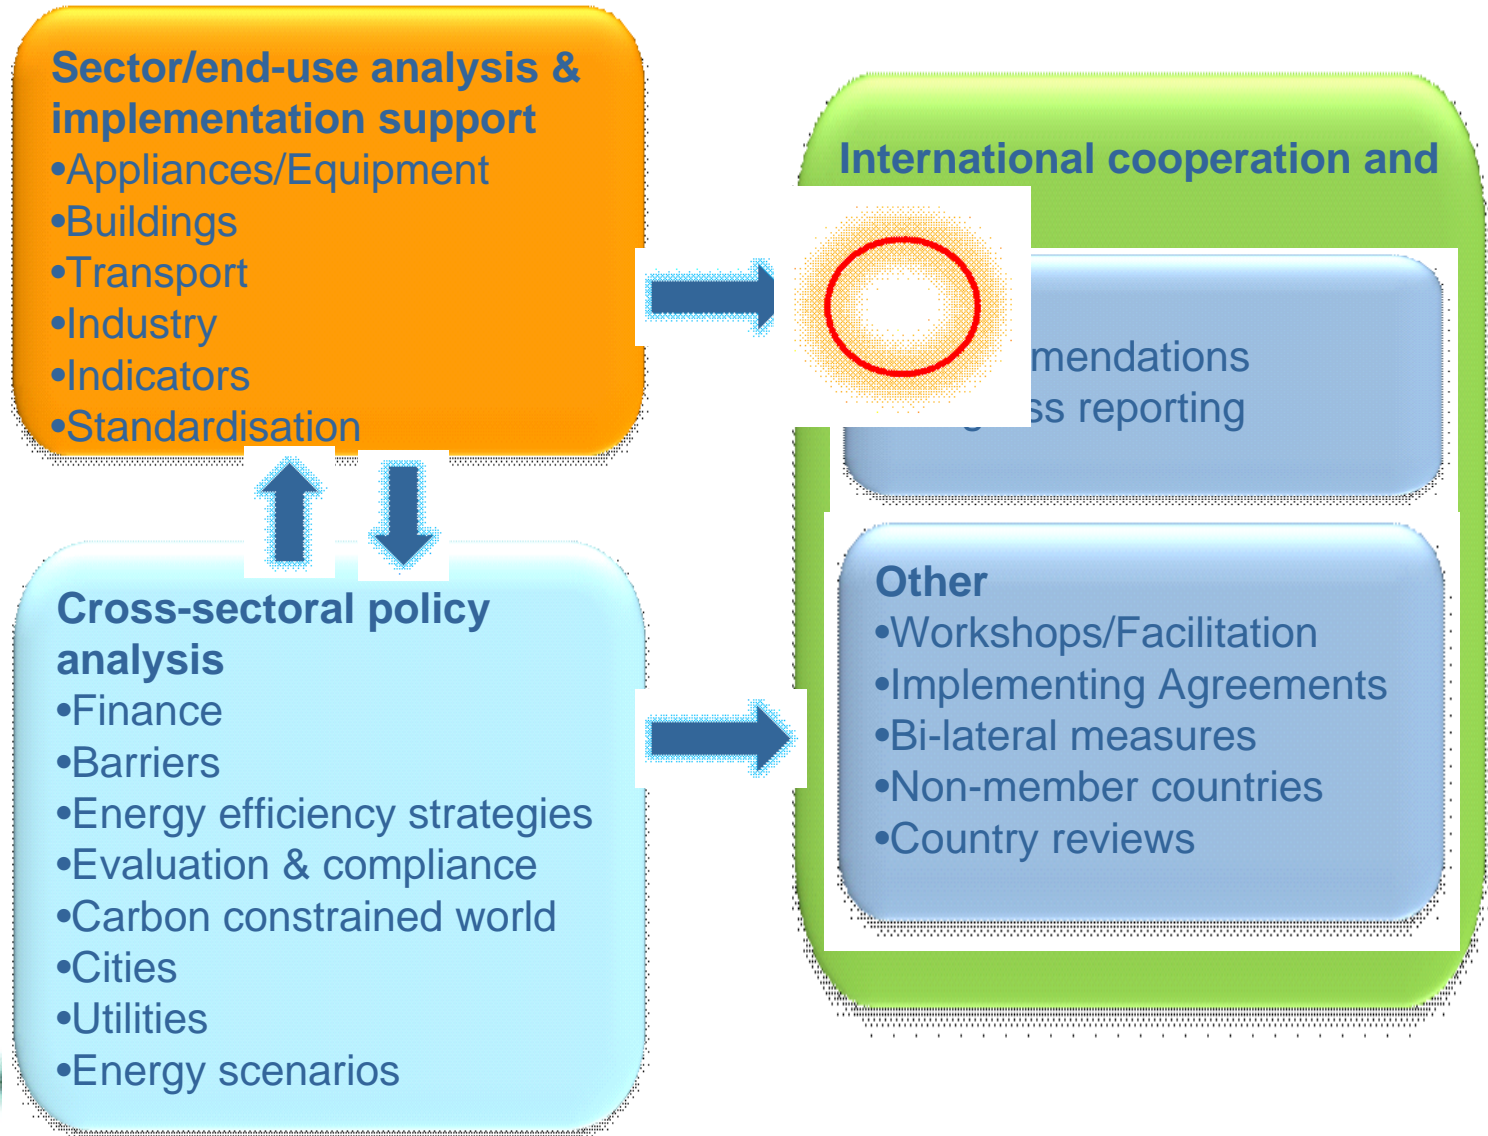 Sector/end-use analysis &
implementation support
•Appliances/Equipment
•Buildings
•Transport
•Industry
•Indicators
•Standardisation
Cross-sectoral policy
analysis
•Finance
•Barriers
•Energy efficiency strategies
•Evaluation & compliance
•Carbon constrained world
•Cities
•Utilities
•Energy scenarios
International cooperation and
mendations
ss reporting
Other
•Workshops/Facilitation
•Implementing Agreements
•Bi-lateral measures
•Non-member countries
•Country reviews